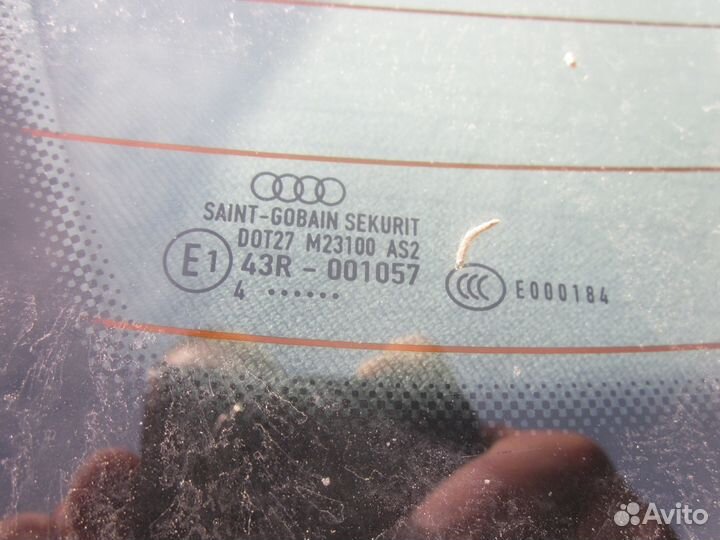 SAINT-GOBAIN SEKURIT
DOT27 M23100 AS2
E1 43R - 001057
4 ......
CCC E000184
Avito